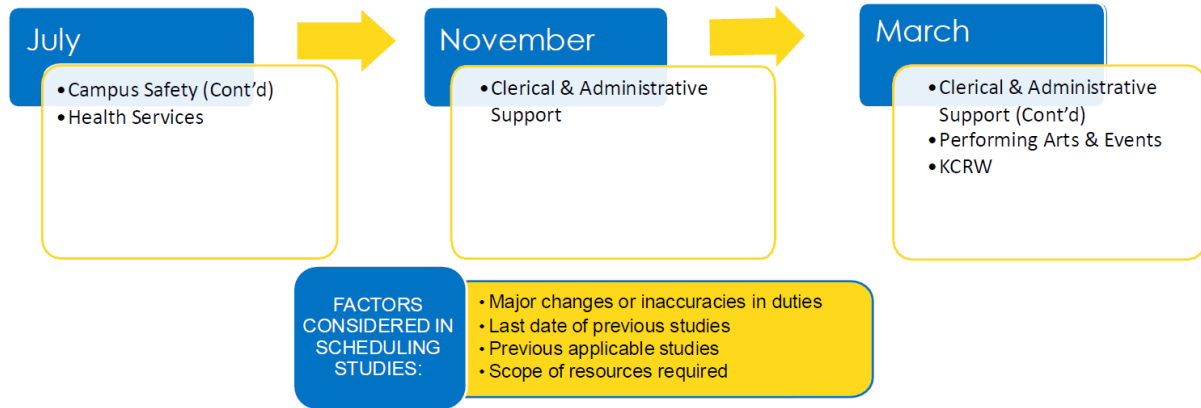 July
•Campus Safety (Cont’d)
•Health Services
November
•Clerical & Administrative
Support
March
•Clerical & Administrative
Support (Cont’d)
•Performing Arts & Events
•KCRW
FACTORS
CONSIDERED IN
SCHEDULING
STUDIES:
• Major changes or inaccuracies in duties
• Last date of previous studies
• Previous applicable studies
• Scope of resources required